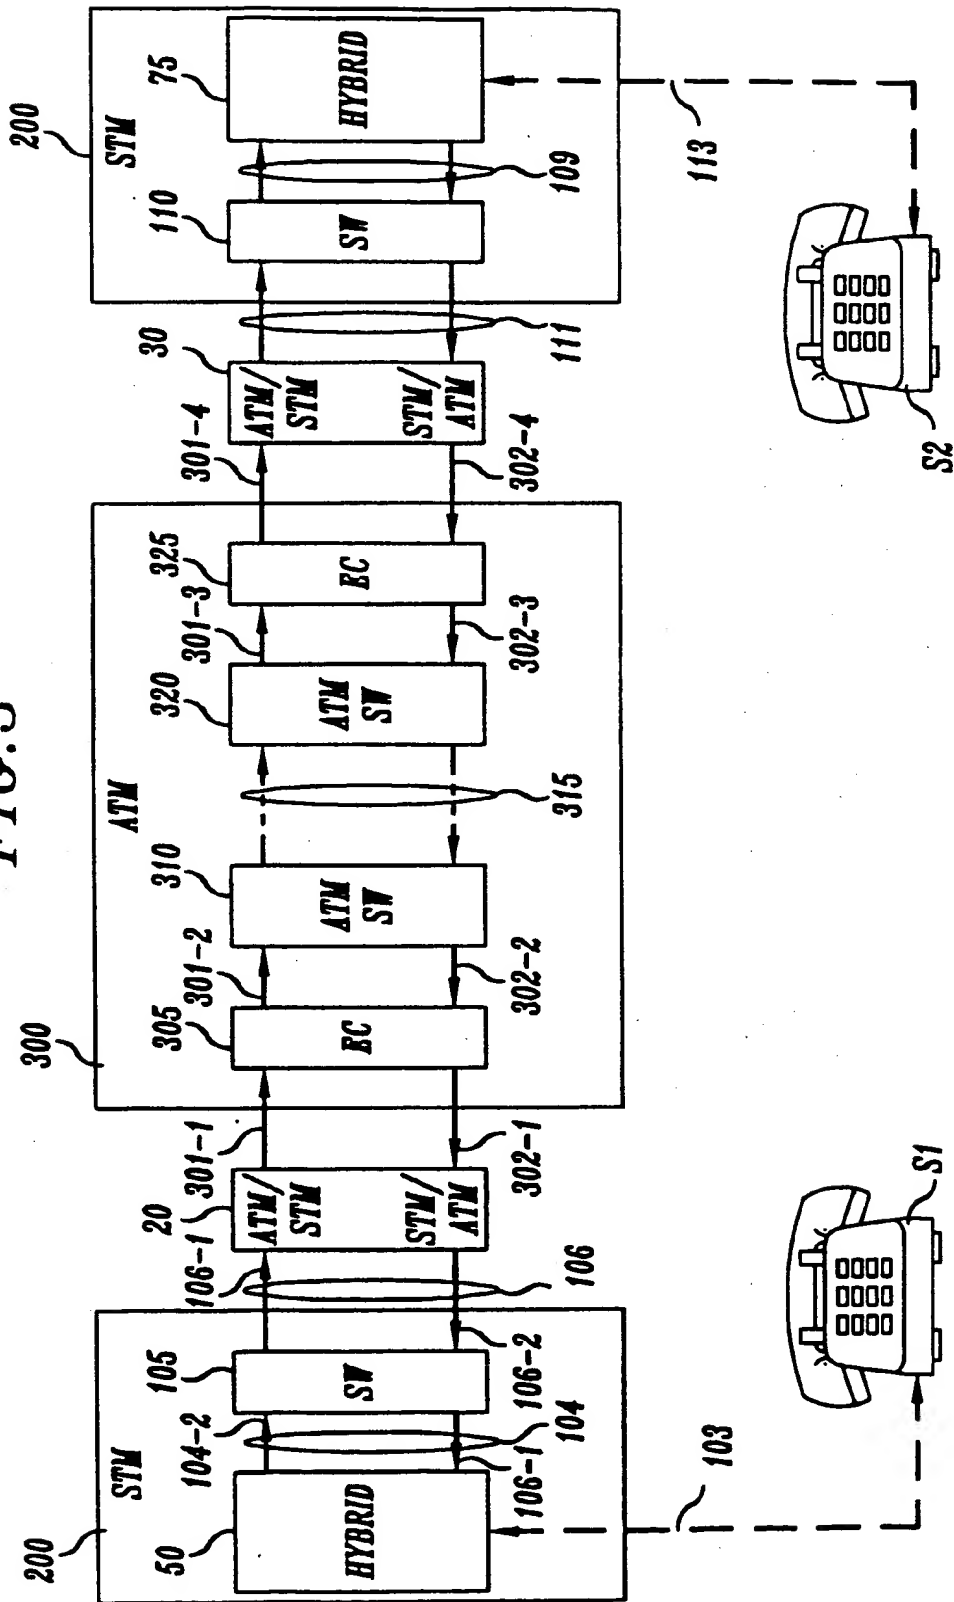 FIG.
200
STM
50
HYBRID
104-2
105
SW
106-1
104
106-1
106-2
106
103
S1
20
ATM/
STM
STM/
ATM
301-1
302-1
300
ATM
305
EC
301-2
302-2
310
ATM
SW
315
320
ATM
SW
301-3
302-3
325
EC
301-4
302-4
30
ATM/
STM
STM/
ATM
111
200
STM
110
SW
109
75
HYBRID
113
S2